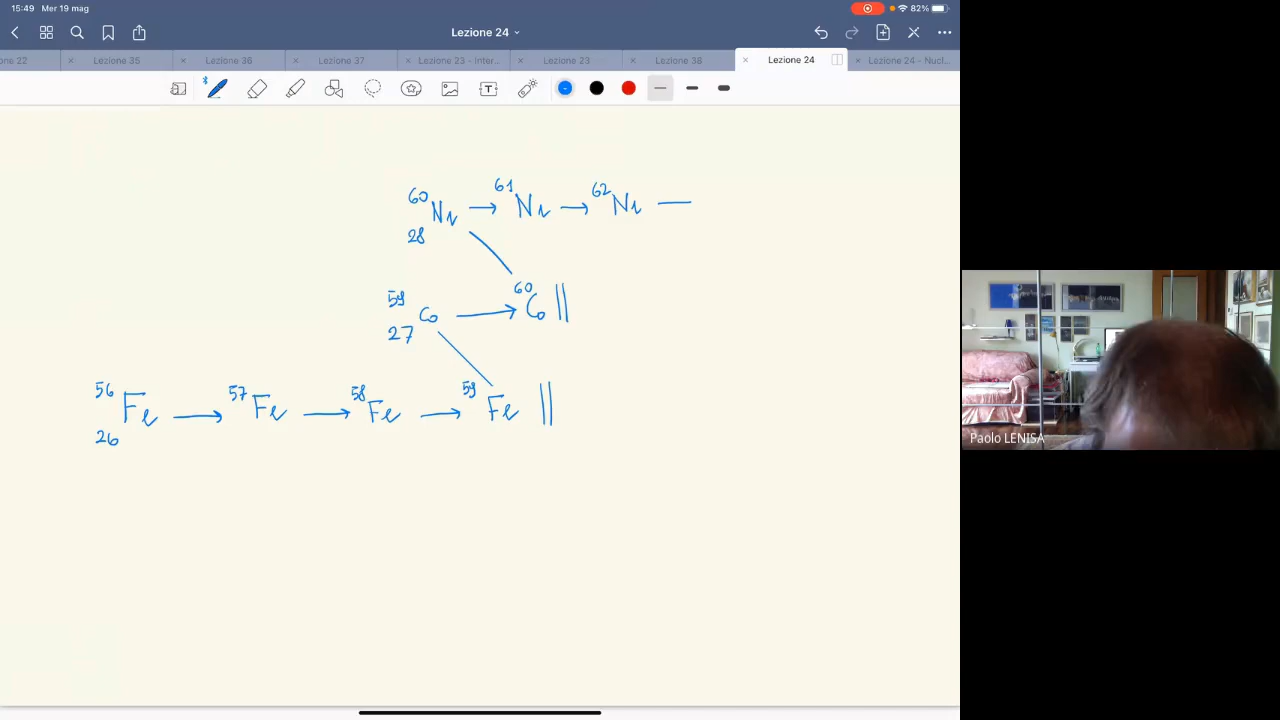 15:49 Mer 19 mag
82%
Lezione 24
one 22
Lezione 35
Lezione 36
Lezione 37
Lezione 23 - Inter...
Lezione 23
Lezione 38
Lezione 24
Lezione 24 - Nucl...
60 28 Ni → 61 Ni → 62 Ni —
59 27 Co → 60 Co ||
56 26 Fe → 57 Fe → 58 Fe → 59 Fe ||
Paolo LENISA